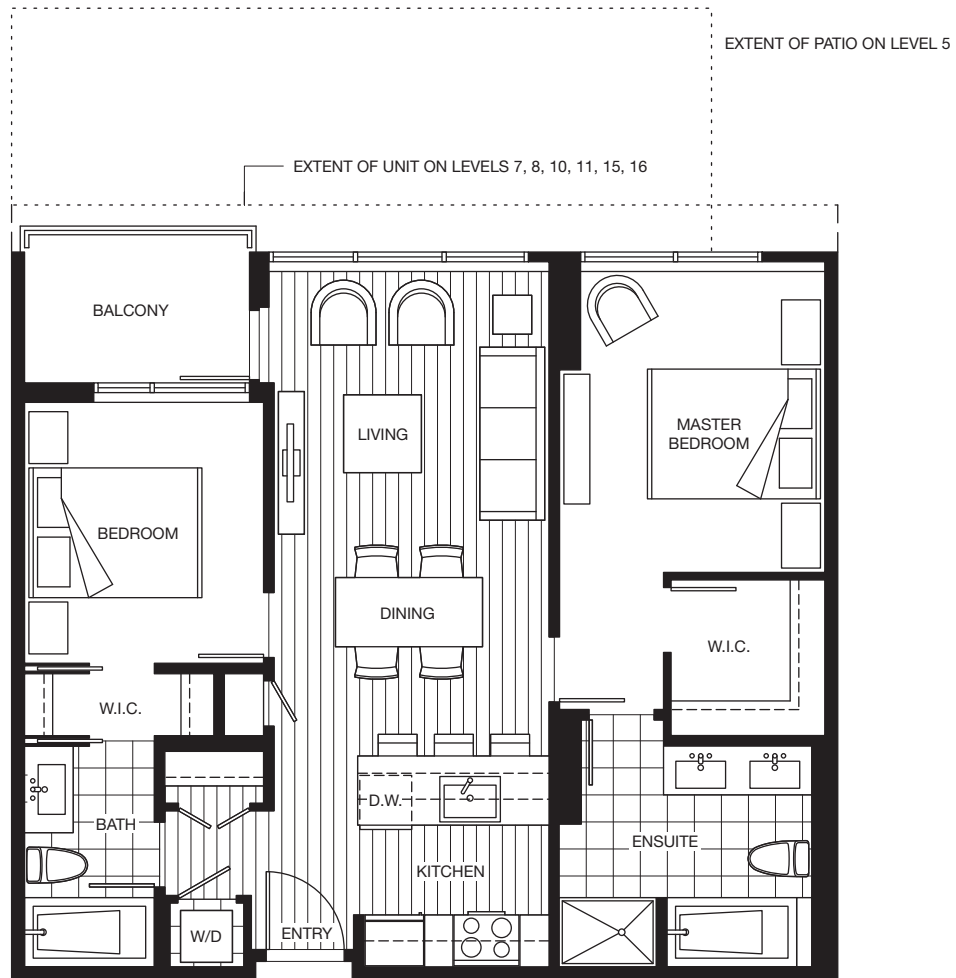 EXTENT OF PATIO ON LEVEL 5
EXTENT OF UNIT ON LEVELS 7, 8, 10, 11, 15, 16
BALCONY
LIVING
MASTER
BEDROOM
BEDROOM
DINING
W.I.C.
W.I.C.
D.W.
BATH
ENSUITE
KITCHEN
W/D
ENTRY